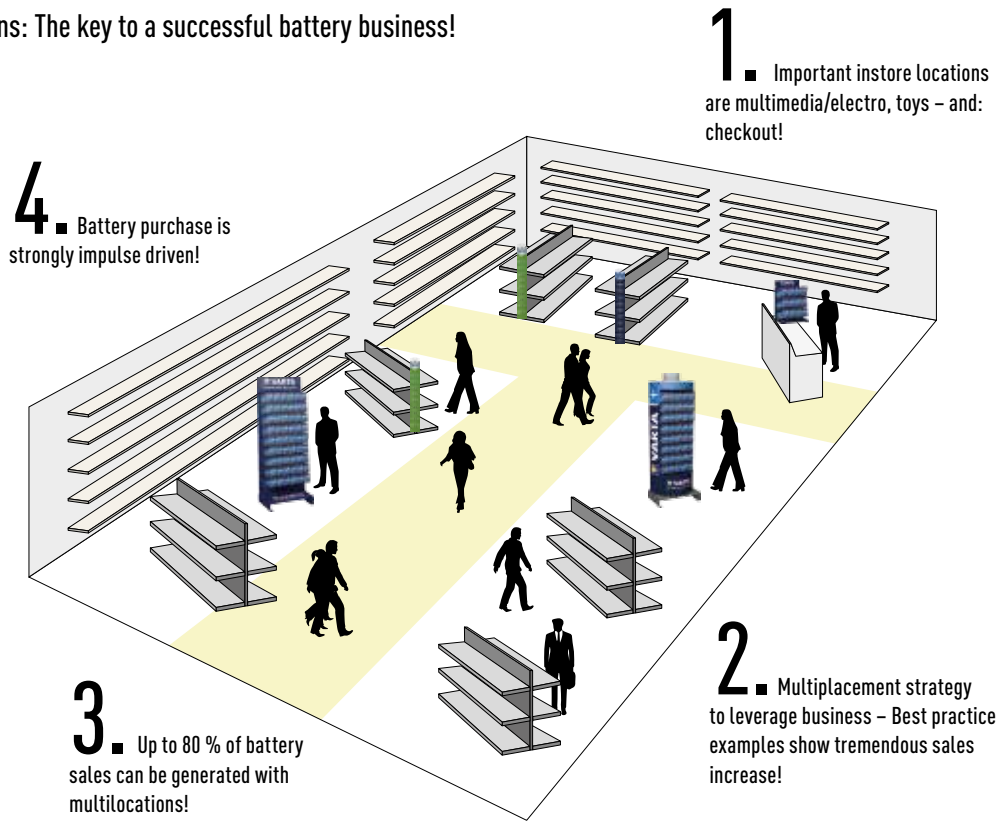 ns: The key to a successful battery business!
1. ■ Important instore locations
are multimedia/electro, toys – and:
checkout!
4. ■ Battery purchase is
strongly impulse driven!
VARTA
VARTA
2. ■ Multiplacement strategy
to leverage business – Best practice
examples show tremendous sales
increase!
3. ■ Up to 80 % of battery
sales can be generated with
multilocations!